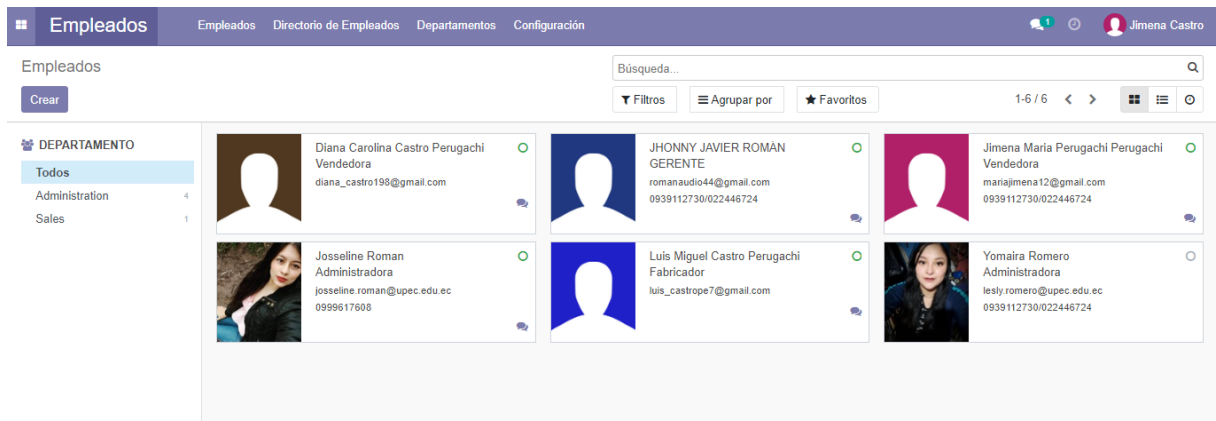 Empleados
Empleados Directorio de Empleados Departamentos Configuración
1
Jimena Castro
Empleados
Búsqueda...
Crear
Filtros
Agrupar por
Favoritos
1-6 / 6
DEPARTAMENTO
Todos
Administration 4
Sales 1
Diana Carolina Castro Perugachi
Vendedora
diana_castro198@gmail.com
JHONNY JAVIER ROMÁN
GERENTE
romanaudio44@gmail.com
0939112730/022446724
Jimena Maria Perugachi Perugachi
Vendedora
mariajimena12@gmail.com
0939112730/022446724
Josseline Roman
Administradora
josseline.roman@upec.edu.ec
0999617608
Luis Miguel Castro Perugachi
Fabricador
luis_castrope7@gmail.com
Yomaira Romero
Administradora
lesly.romero@upec.edu.ec
0939112730/022446724